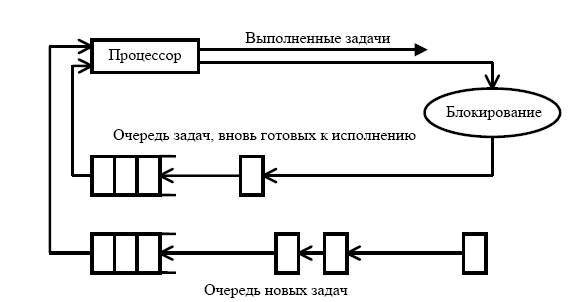 Выполненные задачи
Процессор
Блокирование
Очередь задач, вновь готовых к исполнению
Очередь новых задач